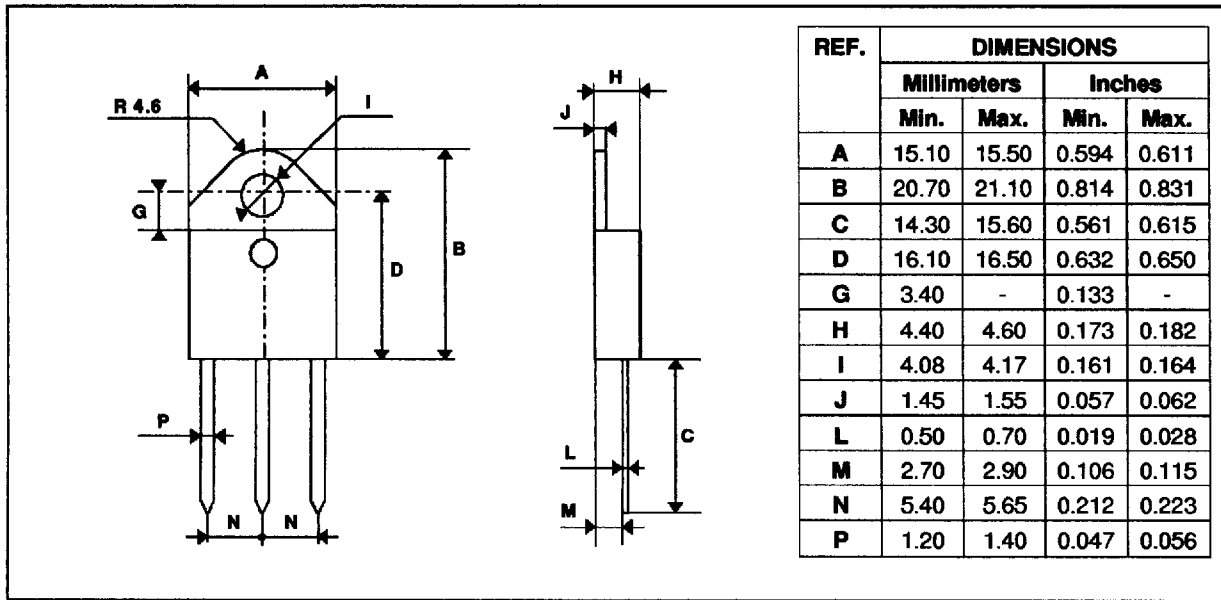 A
H
I
R 4.6
J
G
B
D
P
C
L
M
N N
REF. DIMENSIONS
Millimeters Inches
Min. Max. Min. Max.
A 15.10 15.50 0.594 0.611
B 20.70 21.10 0.814 0.831
C 14.30 15.60 0.561 0.615
D 16.10 16.50 0.632 0.650
G 3.40 - 0.133 -
H 4.40 4.60 0.173 0.182
I 4.08 4.17 0.161 0.164
J 1.45 1.55 0.057 0.062
L 0.50 0.70 0.019 0.028
M 2.70 2.90 0.106 0.115
N 5.40 5.65 0.212 0.223
P 1.20 1.40 0.047 0.056